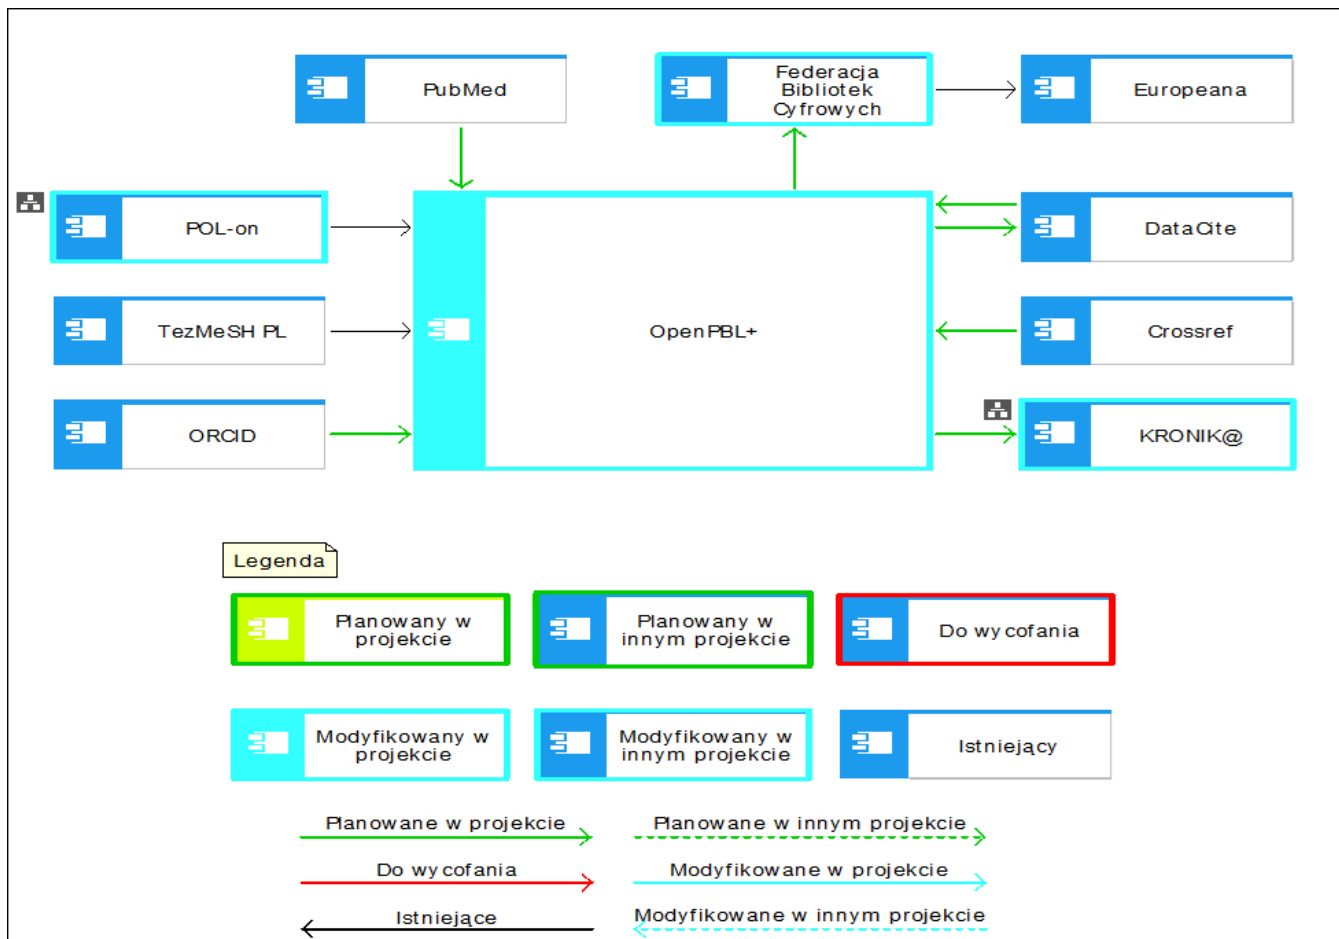 PubMed
Federacja
Bibliotek
Cyfrowych
Europeana
POL-on
DataCite
TezMeSH PL
OpenPBL+
Crossref
ORCID
KRONIK@
Legenda
Planowany w
projekcie
Planowany w
innym projekcie
Do wycofania
Modyfikowany w
projekcie
Modyfikowany w
innym projekcie
Istniejący
Planowane w projekcie
Planowane w innym projekcie
Do wycofania
Modyfikowane w projekcie
Istniejące
Modyfikowane w innym projekcie